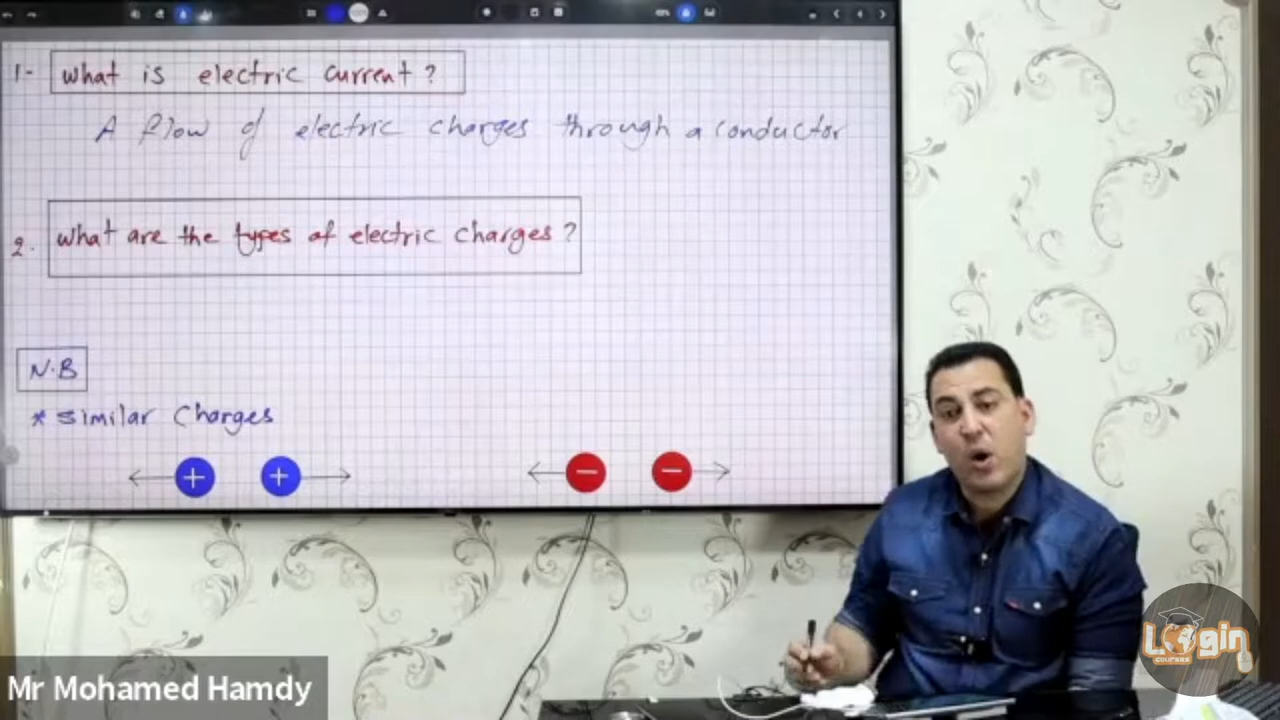 1- What is electric current ?
A flow of electric charges through a conductor
2. What are the types of electric charges ?
N.B
* Similar Charges
+ + − −
Mr Mohamed Hamdy
Login
COURSES